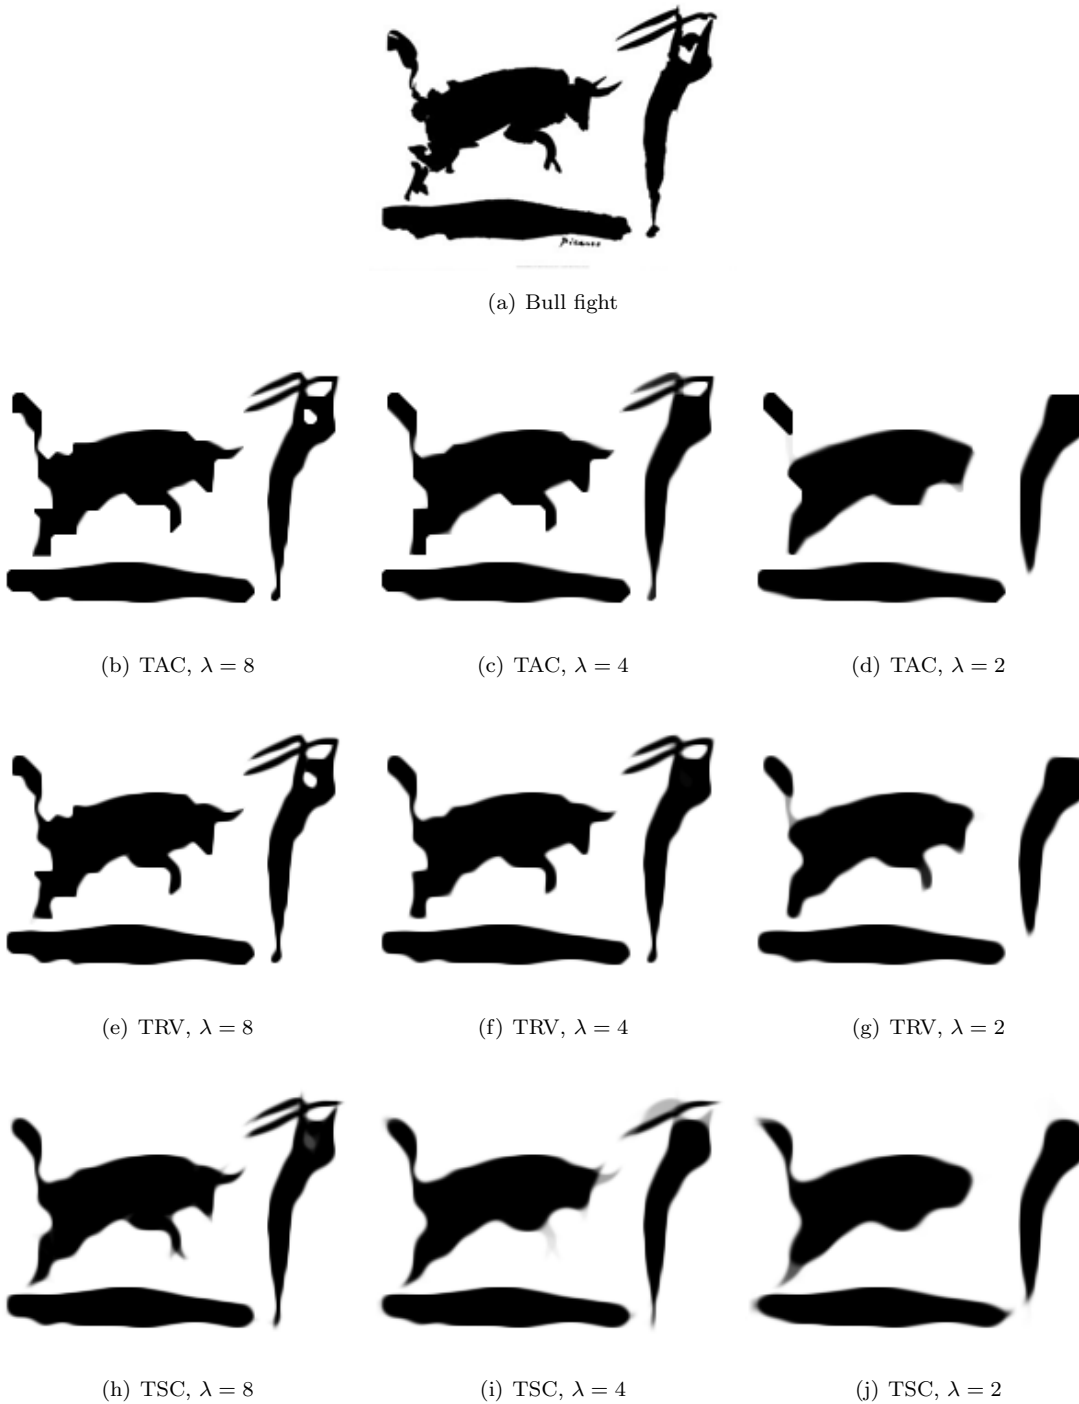 Picasso
(a) Bull fight
(b) TAC, λ = 8
(c) TAC, λ = 4
(d) TAC, λ = 2
(e) TRV, λ = 8
(f) TRV, λ = 4
(g) TRV, λ = 2
(h) TSC, λ = 8
(i) TSC, λ = 4
(j) TSC, λ = 2